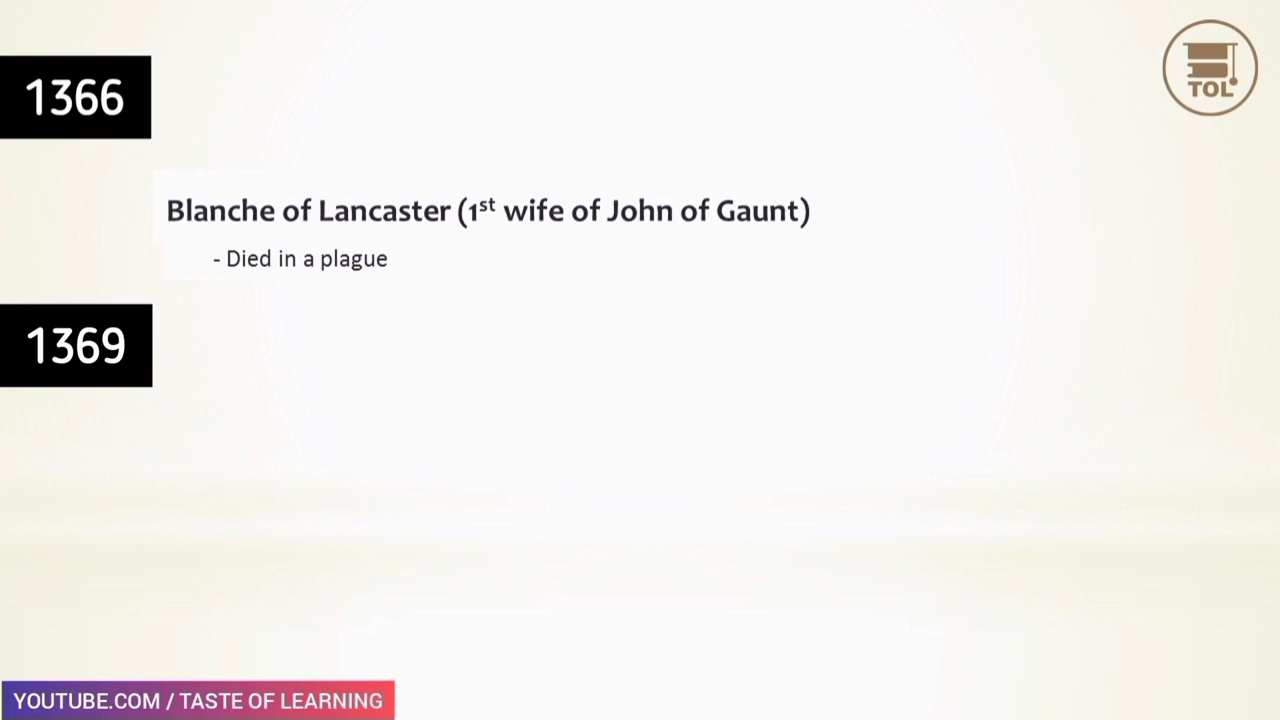 1366
TOL
Blanche of Lancaster (1st wife of John of Gaunt)
- Died in a plague
1369
YOUTUBE.COM / TASTE OF LEARNING